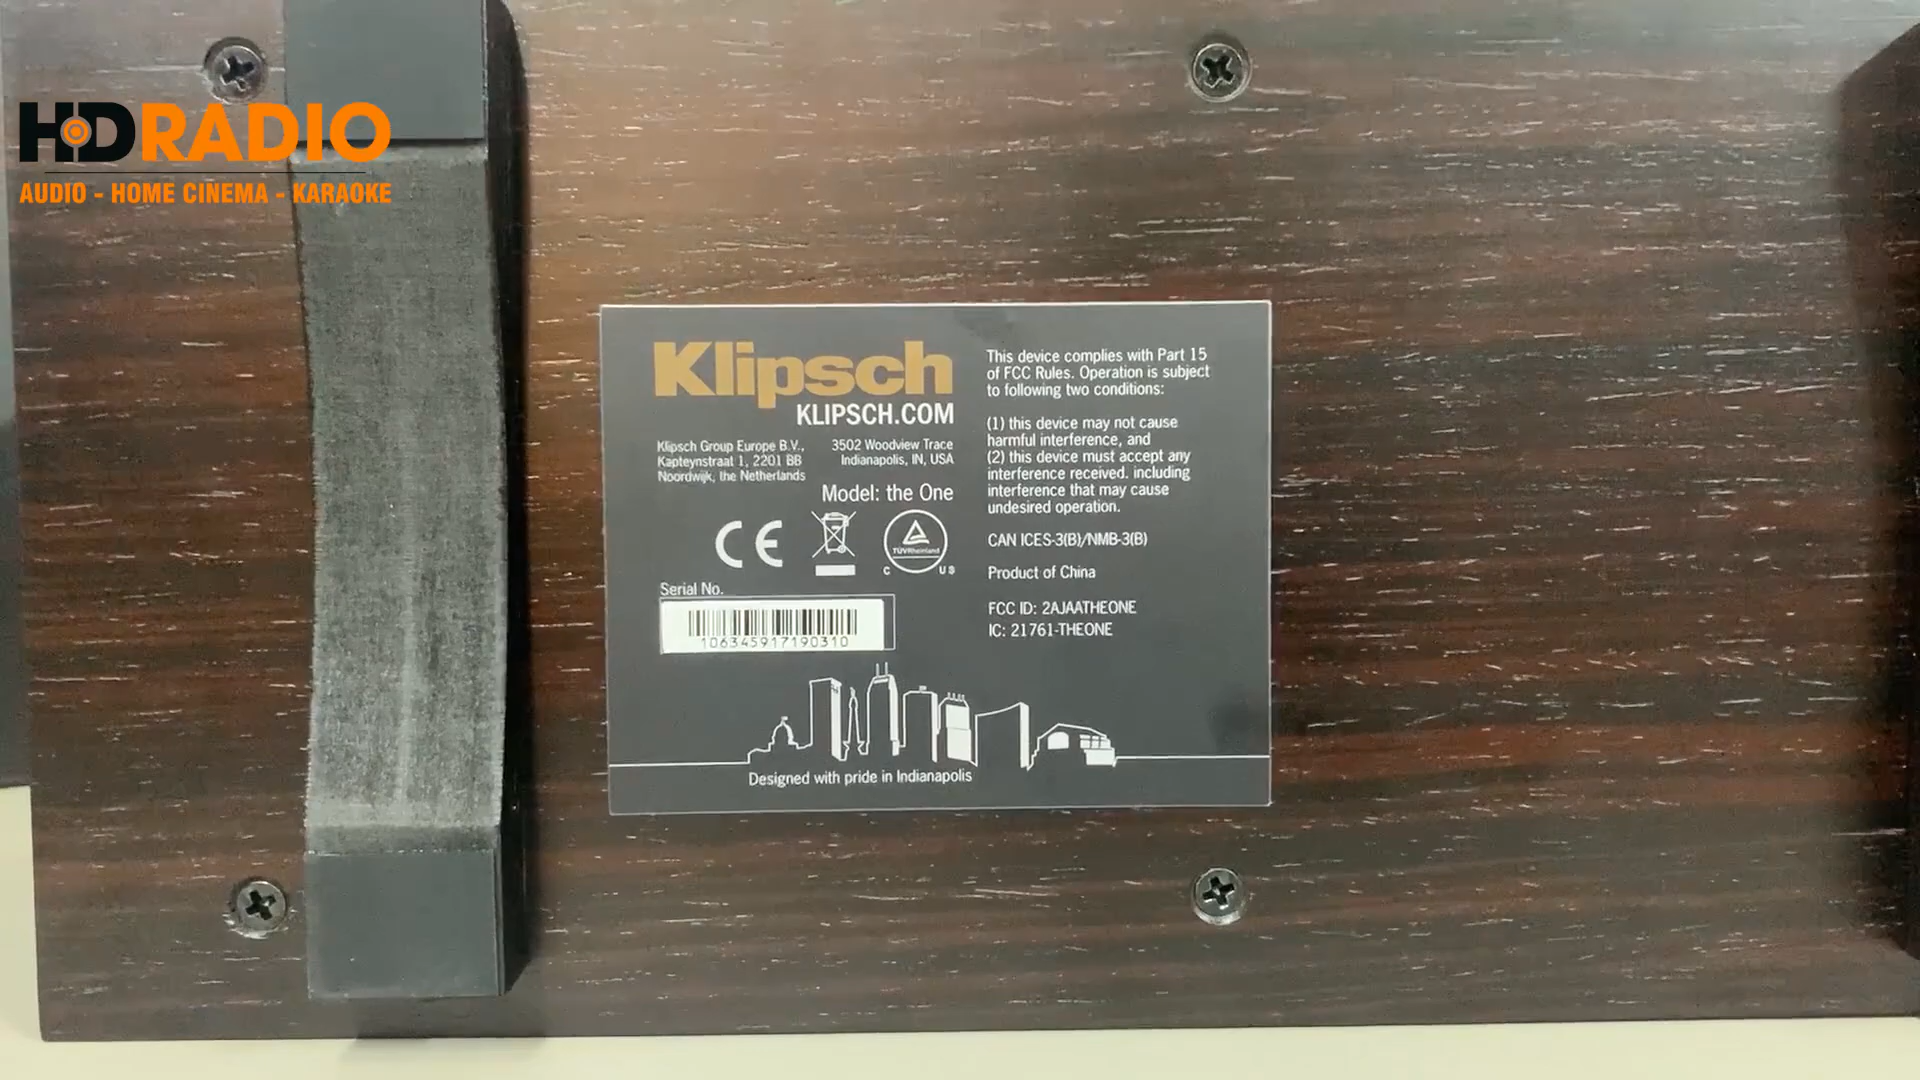 HDRADIO
AUDIO - HOME CINEMA - KARAOKE
Klipsch
KLIPSCH.COM
Klipsch Group Europe B.V.,
Kapteynstraat 1, 2201 BB
Noordwijk, the Netherlands
3502 Woodview Trace
Indianapolis, IN, USA
Model: the One
CE
TÜVRheinland
C US
Serial No.
106345917190310
Designed with pride in Indianapolis
This device complies with Part 15
of FCC Rules. Operation is subject
to following two conditions:
(1) this device may not cause
harmful interference, and
(2) this device must accept any
interference received. including
interference that may cause
undesired operation.
CAN ICES-3(B)/NMB-3(B)
Product of China
FCC ID: 2AJAATHEONE
IC: 21761-THEONE